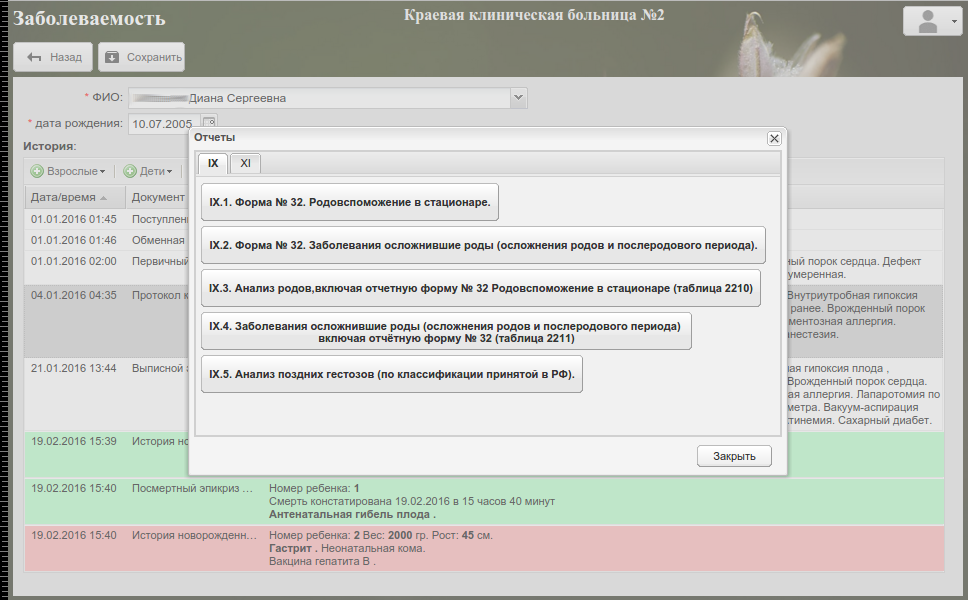 Заболеваемость
Краевая клиническая больница №2
Назад
Сохранить
* ФИО:
Диана Сергеевна
* дата рождения:
10.07.2005
История:
Взрослые
Дети
Дата/время
Документ
01.01.2016 01:45
Поступлен
01.01.2016 01:46
Обменная
01.01.2016 02:00
Первичный
ный порок сердца. Дефект
умеренная.
04.01.2016 04:35
Протокол к
Внутриутробная гипоксия
ранее. Врожденный порок
ментозная аллергия.
нестезия.
21.01.2016 13:44
Выписной э
ая гипоксия плода ,
Врожденный порок сердца.
ая аллергия. Лапаротомия по
метра. Вакуум-аспирация
тинемия. Сахарный диабет.
19.02.2016 15:39
История но
19.02.2016 15:40
Посмертный эпикриз ...
Номер ребенка: 1
Смерть констатирована 19.02.2016 в 15 часов 40 минут
Антенатальная гибель плода .
19.02.2016 15:40
История новорожденн...
Номер ребенка: 2 Вес: 2000 гр. Рост: 45 см.
Гастрит . Неонатальная кома.
Вакцина гепатита В .
Отчеты
IX
XI
IX.1. Форма № 32. Родовспоможение в стационаре.
IX.2. Форма № 32. Заболевания осложнившие роды (осложнения родов и послеродового периода).
IX.3. Анализ родов,включая отчетную форму № 32 Родовспоможение в стационаре (таблица 2210)
IX.4. Заболевания осложнившие роды (осложнения родов и послеродового периода)
включая отчётную форму № 32 (таблица 2211)
IX.5. Анализ поздних гестозов (по классификации принятой в РФ).
Закрыть